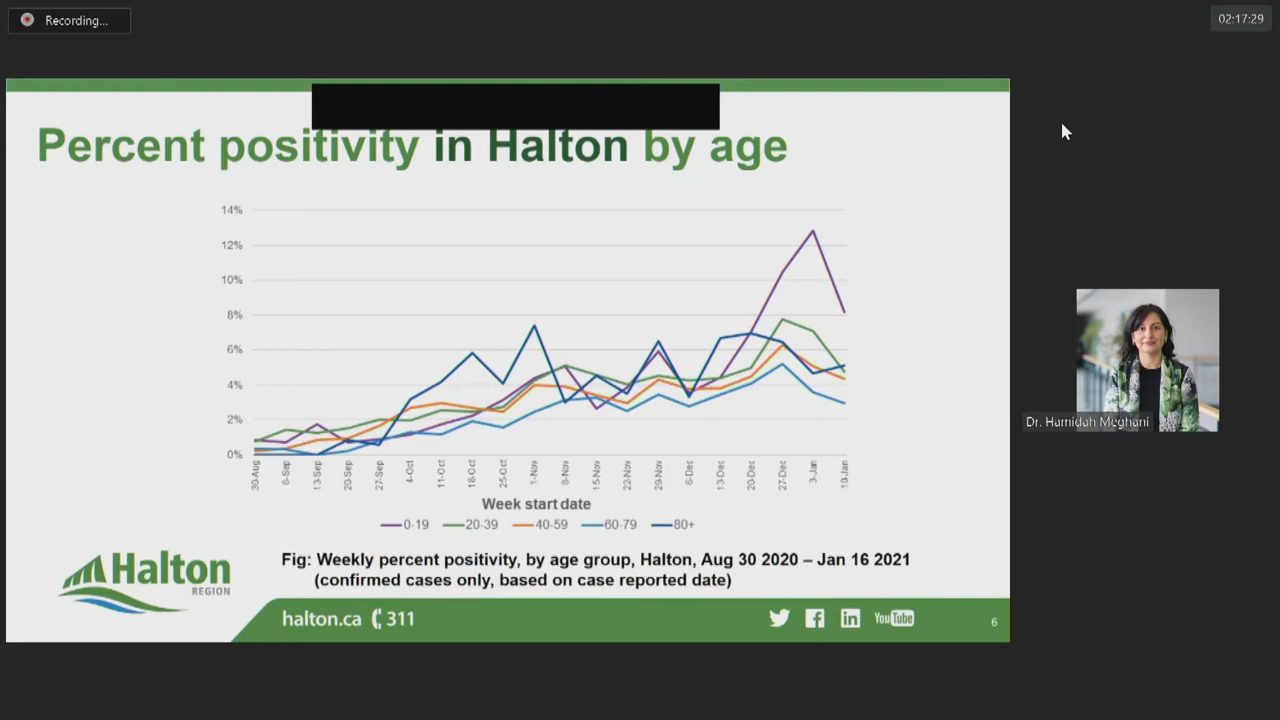 Recording...
02:17:29
Percent positivity in Halton by age
14%
12%
10%
8%
6%
4%
2%
0%
30-Aug
6-Sep
13-Sep
20-Sep
27-Sep
4-Oct
11-Oct
18-Oct
25-Oct
1-Nov
8-Nov
15-Nov
22-Nov
29-Nov
6-Dec
13-Dec
20-Dec
27-Dec
3-Jan
10-Jan
Week start date
0-19 20-39 40-59 60-79 80+
Fig: Weekly percent positivity, by age group, Halton, Aug 30 2020 – Jan 16 2021
(confirmed cases only, based on case reported date)
Halton
REGION
halton.ca 311
YouTube
6
Dr. Hamidah Meghani